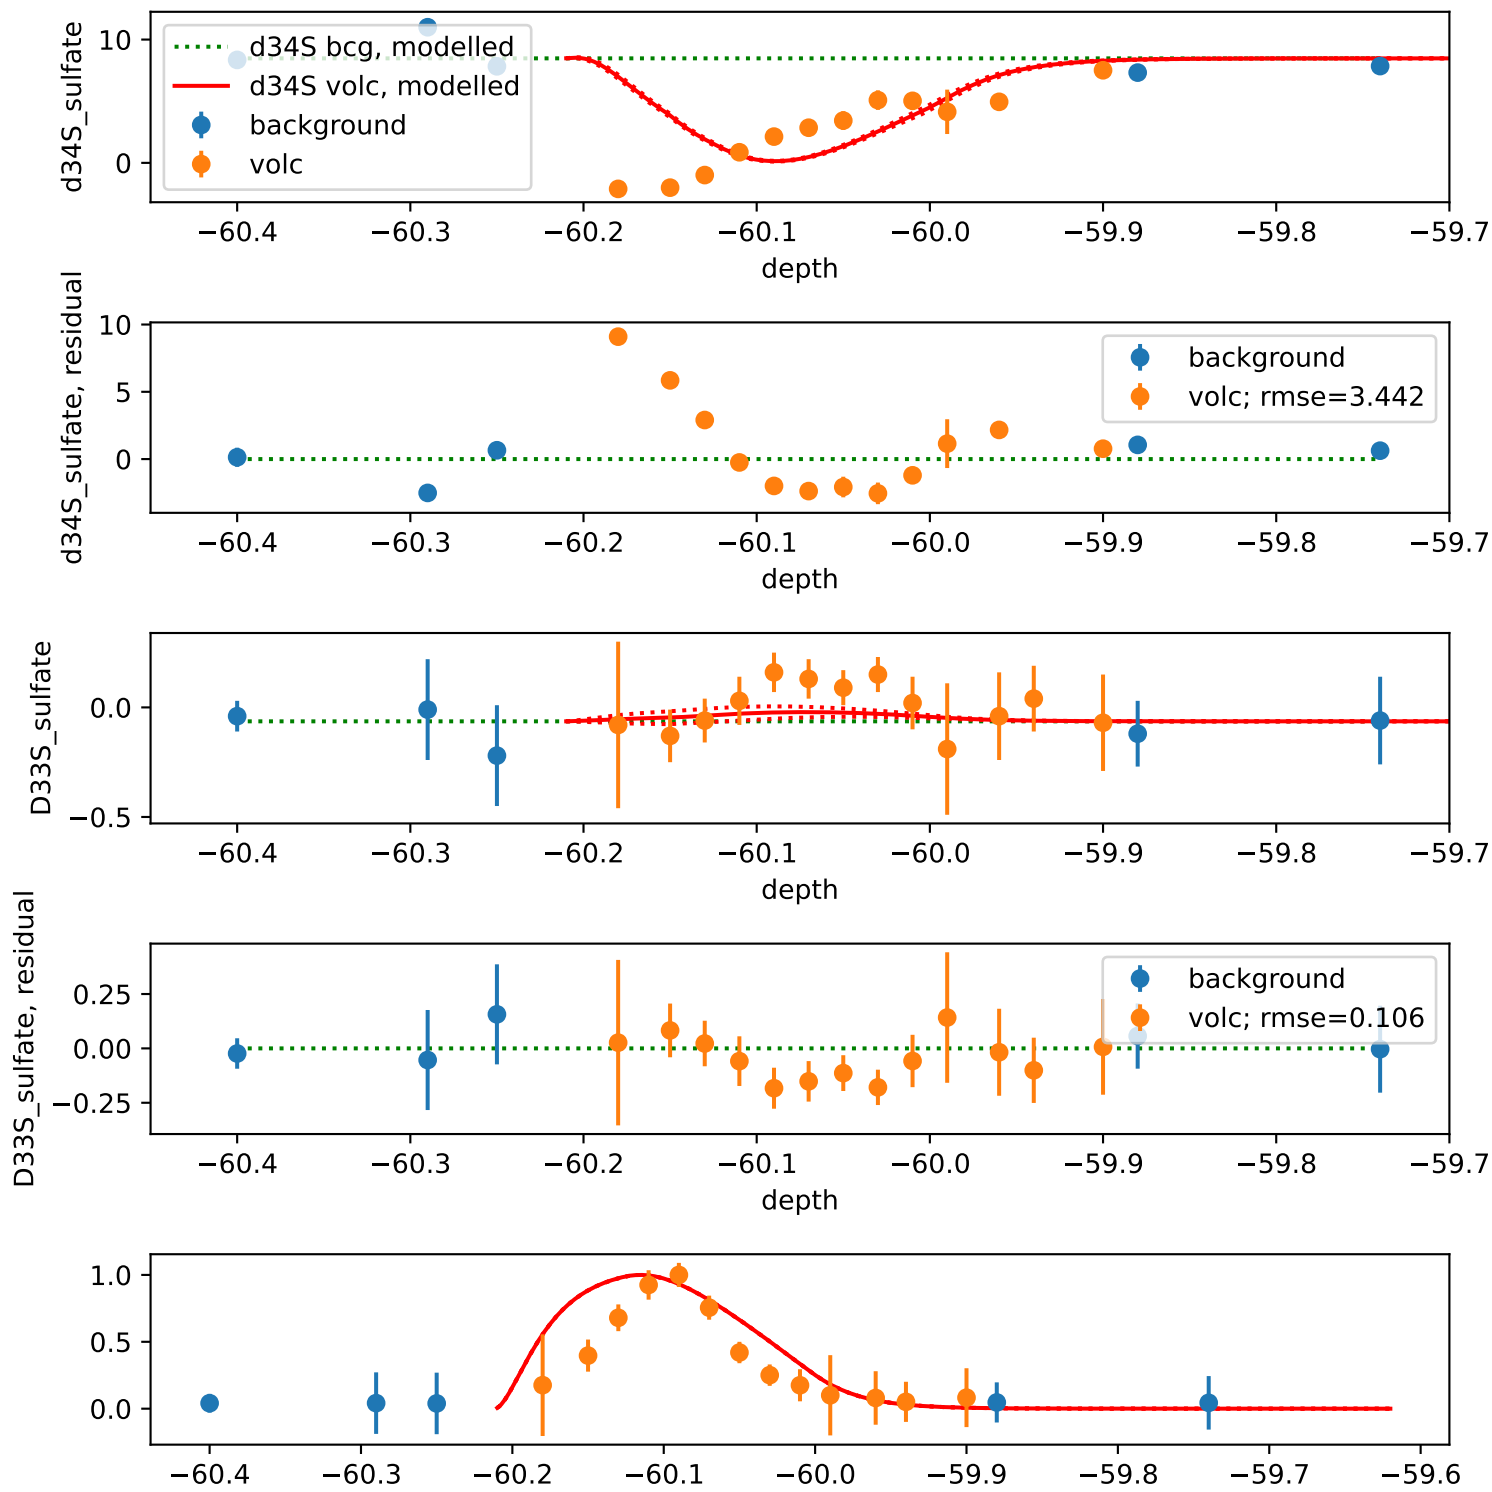 d34S_sulfate
10
0
d34S bcg, modelled
d34S volc, modelled
background
volc
−60.4 −60.3 −60.2 −60.1 −60.0 −59.9 −59.8 −59.7
depth
d34S_sulfate, residual
10
5
0
background
volc; rmse=3.442
−60.4 −60.3 −60.2 −60.1 −60.0 −59.9 −59.8 −59.7
depth
D33S_sulfate
0.0
−0.5
−60.4 −60.3 −60.2 −60.1 −60.0 −59.9 −59.8 −59.7
depth
D33S_sulfate, residual
0.25
0.00
−0.25
background
volc; rmse=0.106
−60.4 −60.3 −60.2 −60.1 −60.0 −59.9 −59.8 −59.7
depth
1.0
0.5
0.0
−60.4 −60.3 −60.2 −60.1 −60.0 −59.9 −59.8 −59.7 −59.6